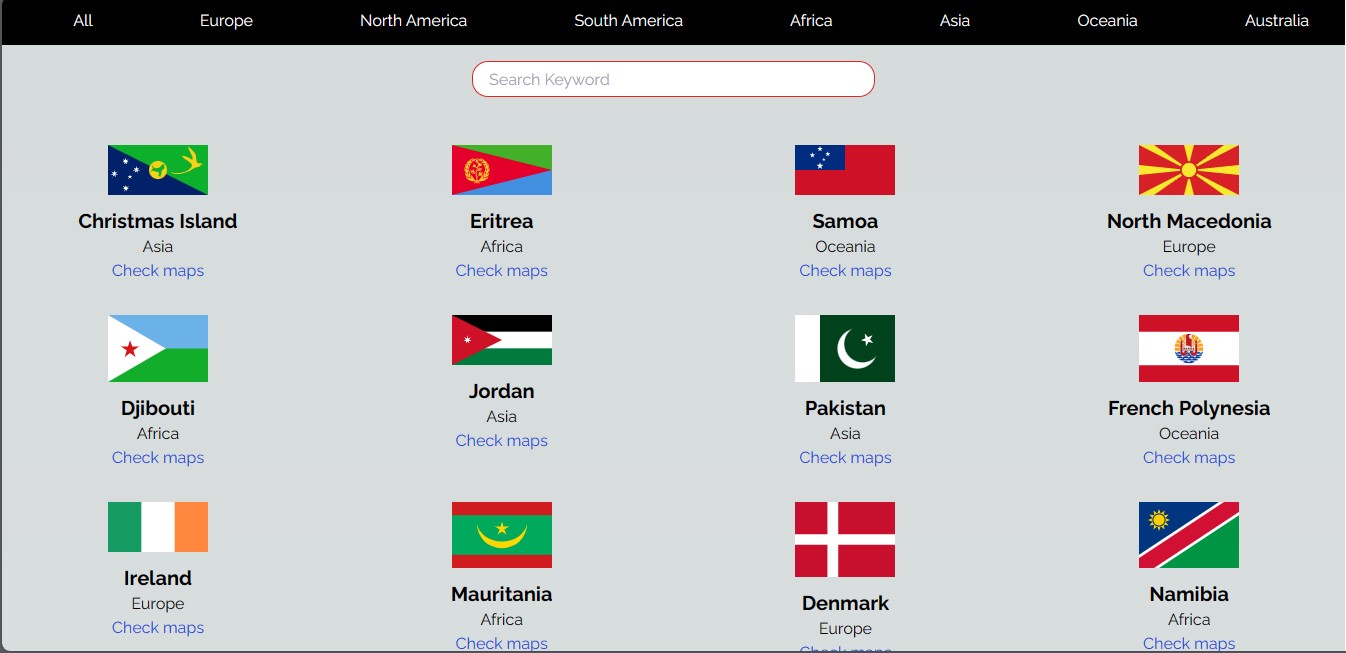 All Europe North America South America Africa Asia Oceania Australia
Search Keyword
Christmas Island Eritrea Samoa North Macedonia
Asia Africa Oceania Europe
Check maps Check maps Check maps Check maps
Jordan
Djibouti Pakistan French Polynesia
Asia
Africa Asia Oceania
Check maps
Check maps Check maps Check maps
Ireland
Mauritania Namibia
Denmark
Europe
Africa Africa
Europe
Check maps
Check maps Check maps
Check maps